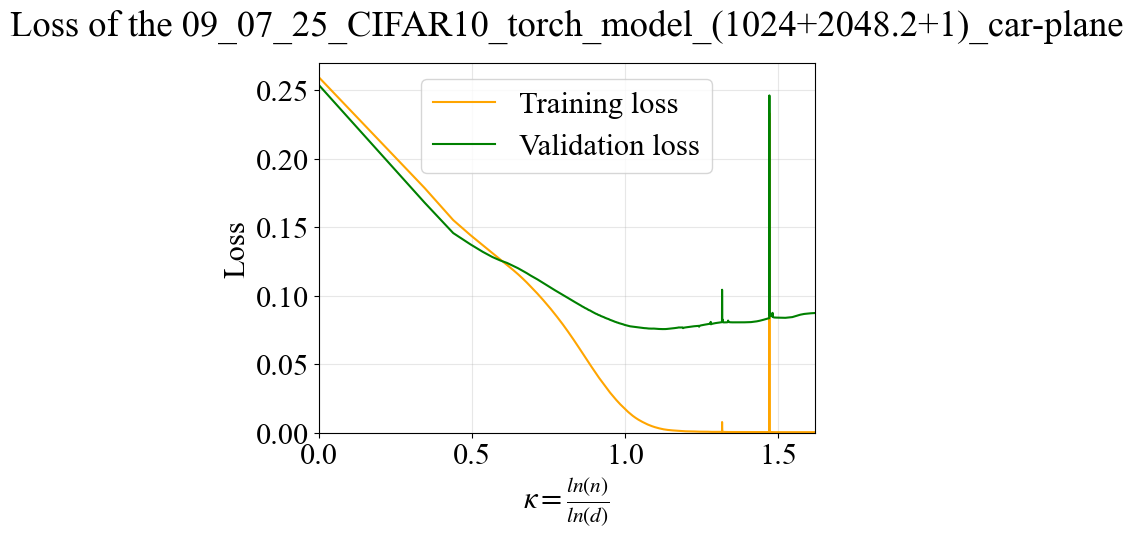 Loss of the 09_07_25_CIFAR10_torch_model_(1024+2048.2+1)_car-plane
Training loss
Validation loss
Loss
0.25
0.20
0.15
0.10
0.05
0.00
0.0 0.5 1.0 1.5
κ = ln(n) / ln(d)